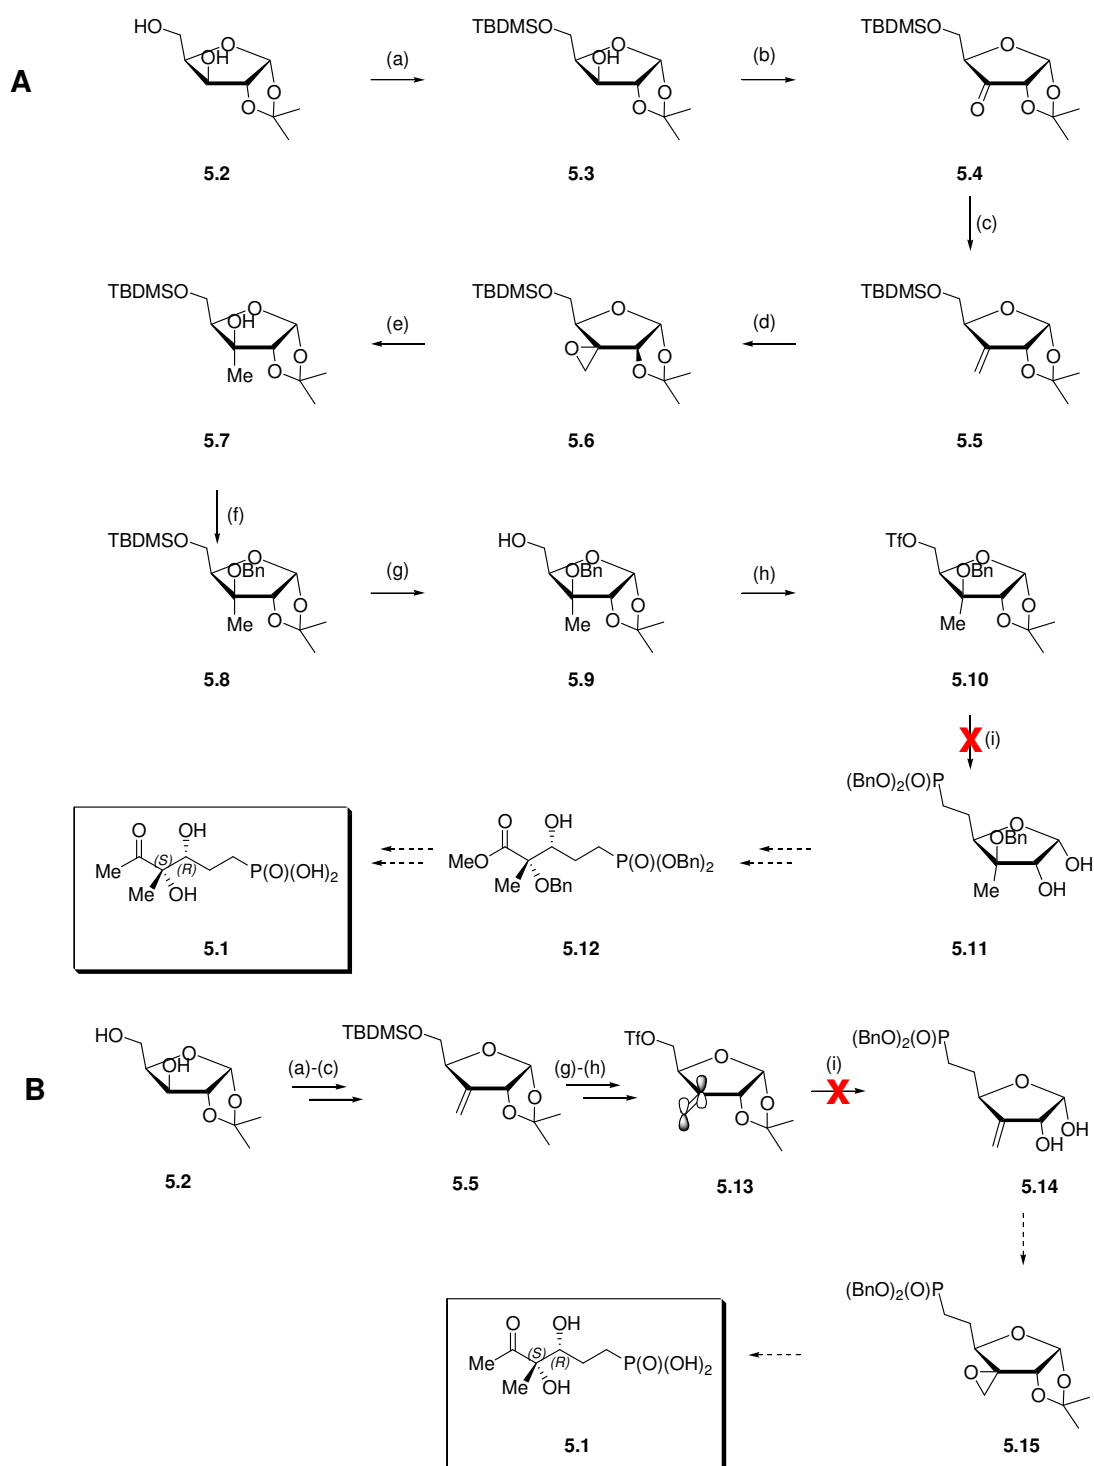 A
HO O OH O O
(a)
TBDMSO O OH O O
(b)
TBDMSO O O O O
5.2 5.3 5.4
(c)
TBDMSO O OH Me O O
(e)
TBDMSO O O O O
(d)
TBDMSO O O O
5.7 5.6 5.5
(f)
TBDMSO O OBn Me O O
(g)
HO O OBn Me O O
(h)
TfO O OBn Me O O
5.8 5.9 5.10
X (i)
O OH Me (S) (R) Me OH P(O)(OH)2
O OH MeO Me OBn P(O)(OBn)2
(BnO)2(O)P O OBn Me OH OH
5.1 5.12 5.11
B
HO O OH O O
(a)-(c)
TBDMSO O O O
(g)-(h)
TfO O O O
(i)
X
(BnO)2(O)P O OH OH
5.2 5.5 5.13 5.14
O OH Me (S) (R) Me OH P(O)(OH)2
(BnO)2(O)P O O O O
5.1 5.15